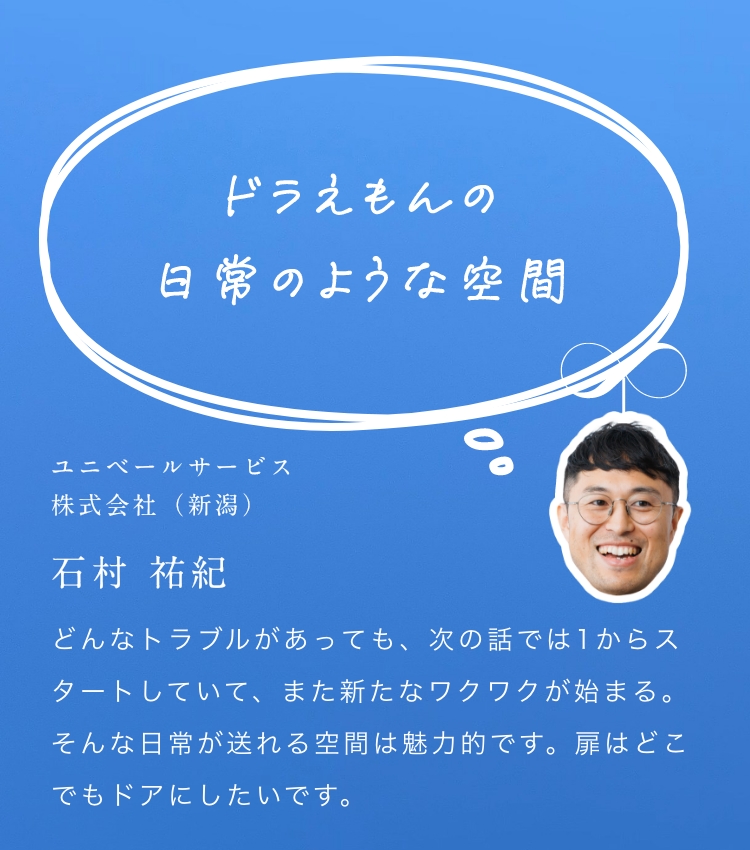 ドラえもんの
日常のような空間
ユニベールサービス
株式会社（新潟）
石村 祐紀
どんなトラブルがあっても、次の話では1からス
タートしていて、また新たなワクワクが始まる。
そんな日常が送れる空間は魅力的です。扉はどこ
でもドアにしたいです。